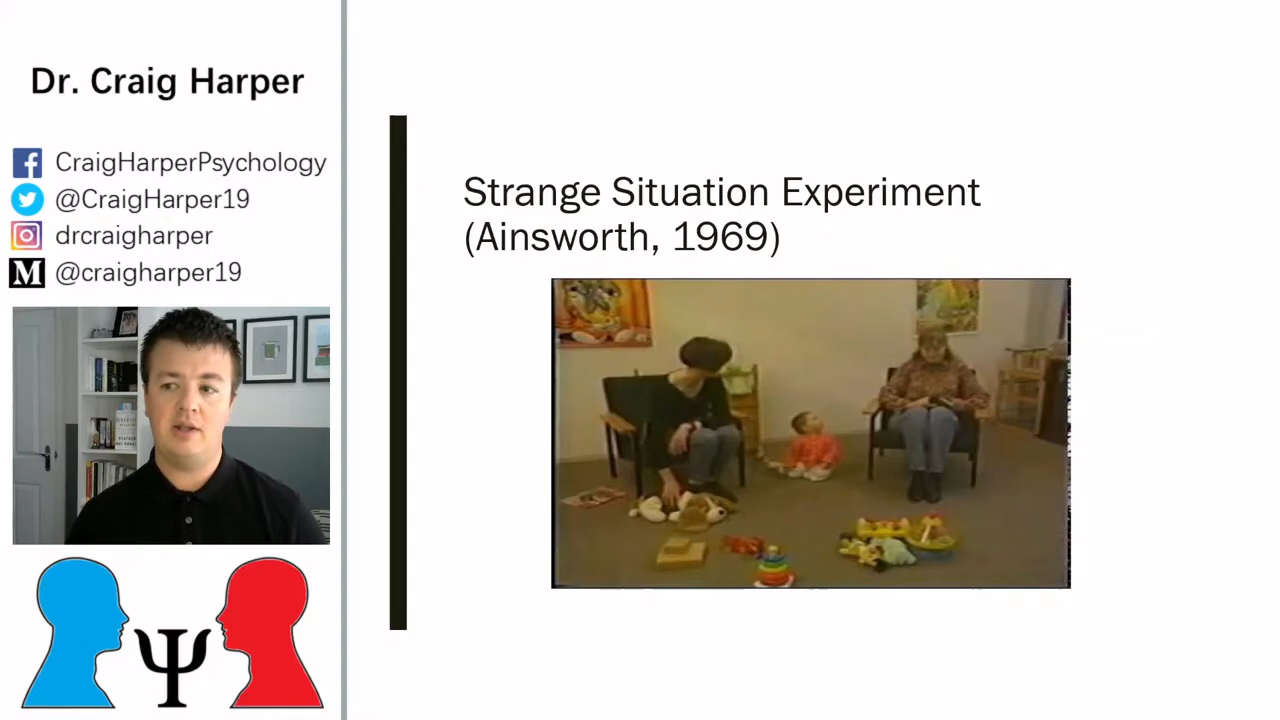 Dr. Craig Harper
CraigHarperPsychology
@CraigHarper19
drcraigharper
@craigharper19
Strange Situation Experiment
(Ainsworth, 1969)